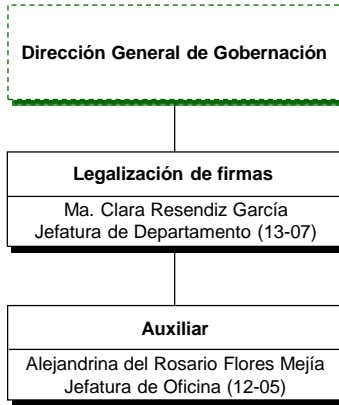 Dirección General de Gobernación
Legalización de firmas
Ma. Clara Resendiz García
Jefatura de Departamento (13-07)
Auxiliar
Alejandrina del Rosario Flores Mejía
Jefatura de Oficina (12-05)